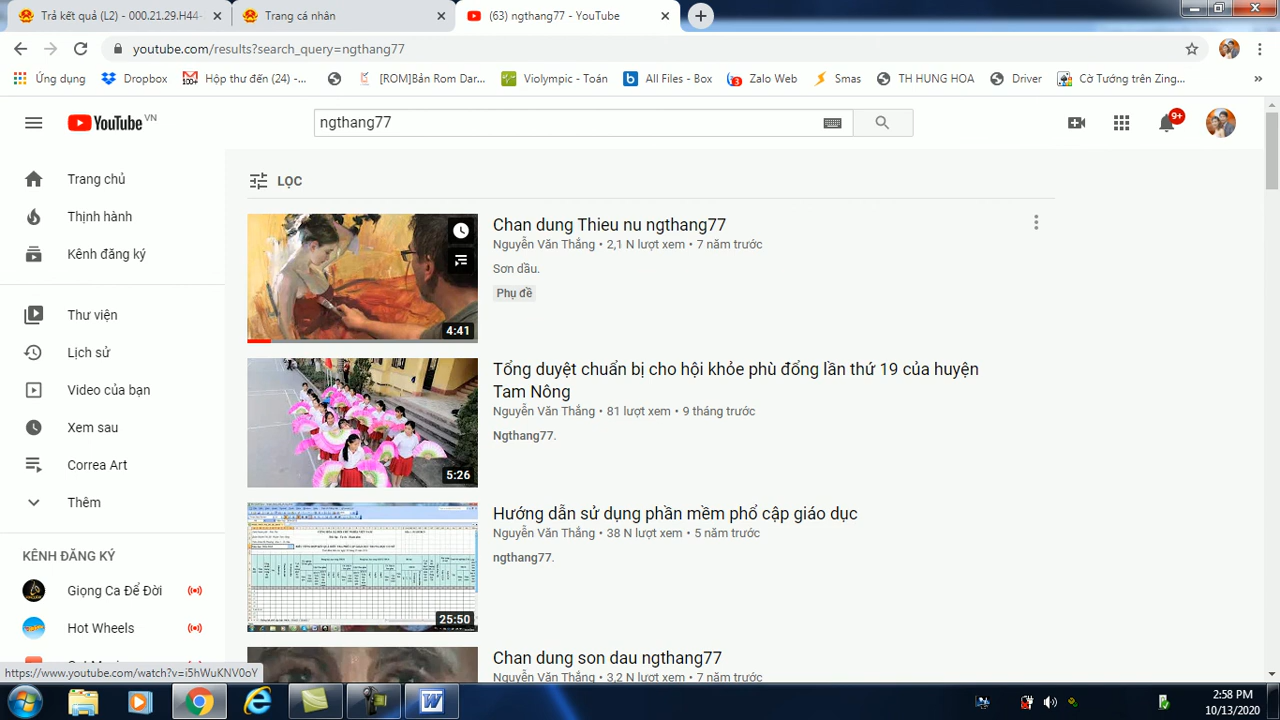 Trả kết quả (L2) - 000.21.29.H44-
Trang cá nhân
(63) ngthang77 - YouTube
youtube.com/results?search_query=ngthang77
Ứng dụng
Dropbox
Hộp thư đến (24) -...
[ROM]Bản Rom Dar...
Violympic - Toán
All Files - Box
Zalo Web
Smas
TH HUNG HOA
Driver
Cờ Tướng trên Zing...
YouTube VN
ngthang77
9+
Trang chủ
Thịnh hành
Kênh đăng ký
Thư viện
Lịch sử
Video của bạn
Xem sau
Correa Art
Thêm
KÊNH ĐĂNG KÝ
Giọng Ca Để Đời
Hot Wheels
https://www.youtube.com/watch?v=i5hWuKNV0oY
LỌC
Chan dung Thieu nu ngthang77
Nguyễn Văn Thắng • 2,1 N lượt xem • 7 năm trước
Sơn dầu.
Phụ đề
4:41
Tổng duyệt chuẩn bị cho hội khỏe phù đổng lần thứ 19 của huyện
Tam Nông
Nguyễn Văn Thắng • 81 lượt xem • 9 tháng trước
Ngthang77.
5:26
Hướng dẫn sử dụng phần mềm phổ cập giáo dục
Nguyễn Văn Thắng • 38 N lượt xem • 5 năm trước
ngthang77.
25:50
Chan dung son dau ngthang77
Nguyễn Văn Thắng • 3,2 N lượt xem • 7 năm trước
2:58 PM
10/13/2020